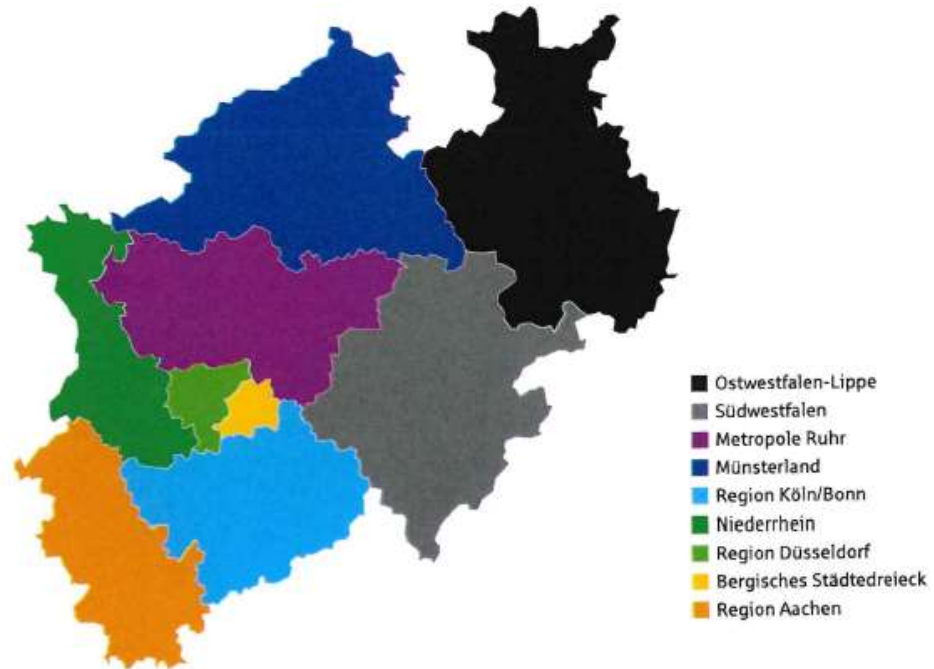 Ostwestfalen-Lippe
Südwestfalen
Metropole Ruhr
Münsterland
Region Köln/Bonn
Niederrhein
Region Düsseldorf
Bergisches Städtedreieck
Region Aachen